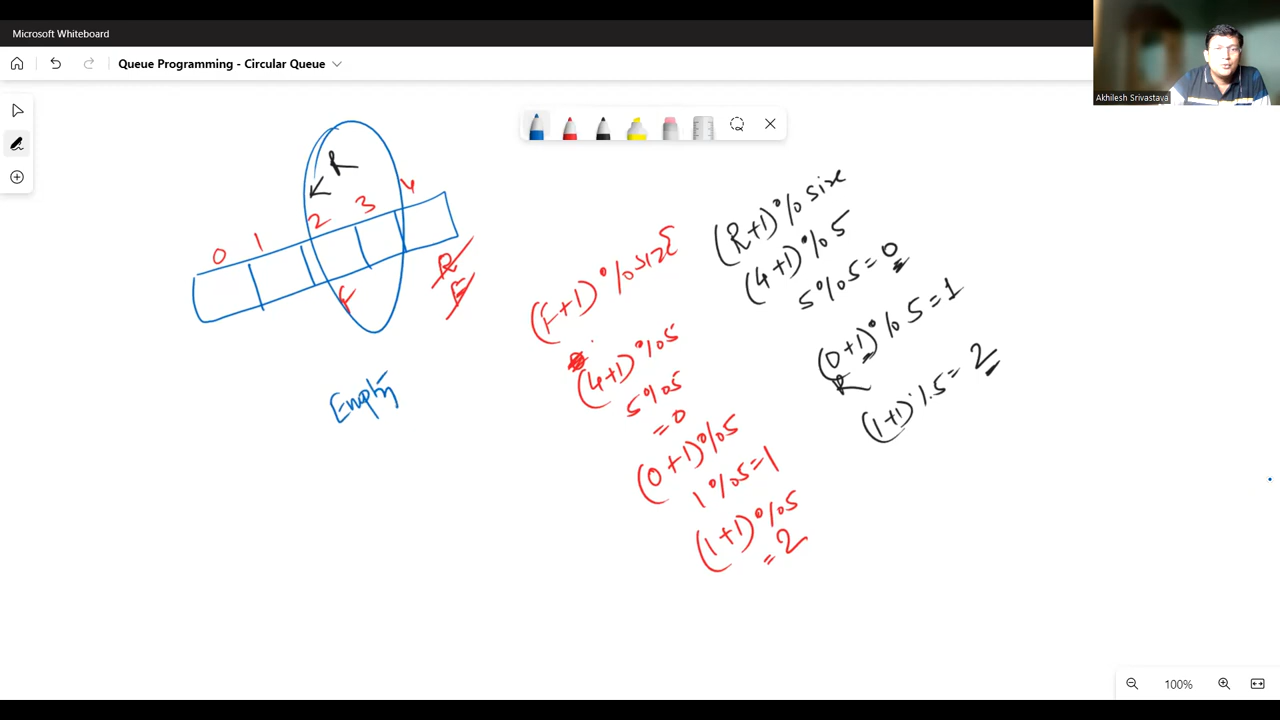 Microsoft Whiteboard
Queue Programming - Circular Queue
Akhilesh Srivastava
R
0 1 2 3 4
F
R
F
Empty
(F+1)%SIZE
(4+1)%5
5%5
=0
(0+1)%5
1%5=1
(1+1)%5
=2
(R+1)%size
(4+1)%5
5%5=0
(0+1)%5=1
R
(1+1)%5=2
100%